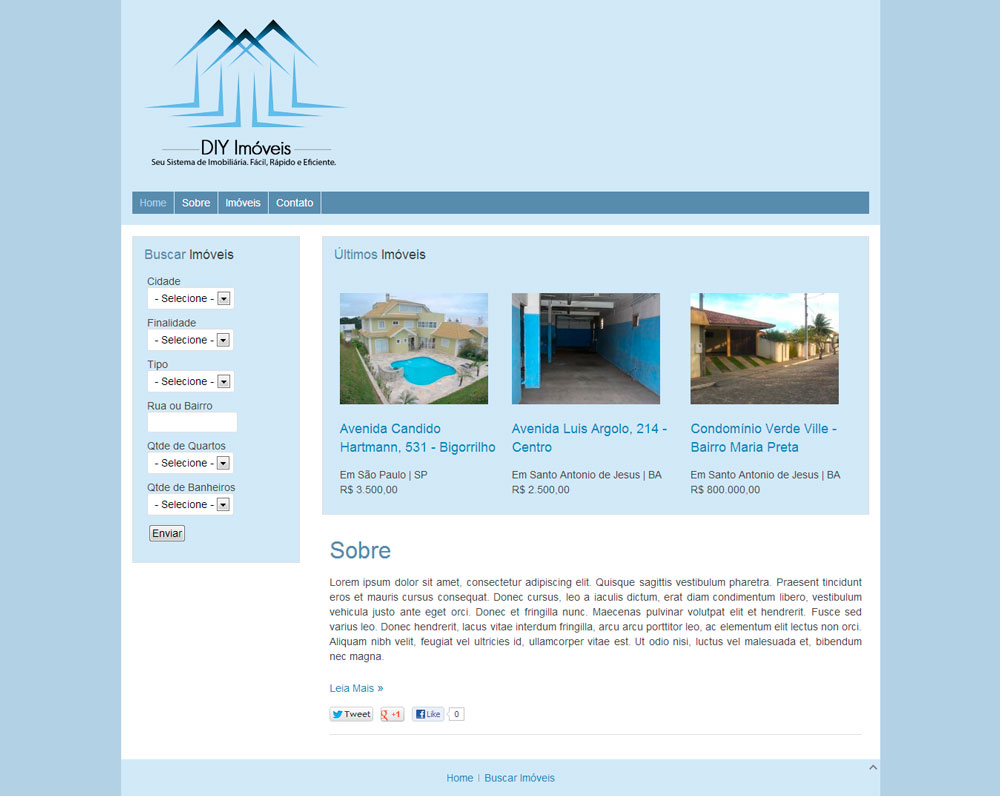 DIY Imóveis
Seu Sistema de Imobiliária. Fácil, Rápido e Eficiente.
Home Sobre Imóveis Contato
Buscar Imóveis
Cidade
- Selecione -
Finalidade
- Selecione -
Tipo
- Selecione -
Rua ou Bairro
Qtde de Quartos
- Selecione -
Qtde de Banheiros
- Selecione -
Enviar
Últimos Imóveis
Avenida Candido
Hartmann, 531 - Bigorrilho
Em São Paulo | SP
R$ 3.500,00
Avenida Luis Argolo, 214 -
Centro
Em Santo Antonio de Jesus | BA
R$ 2.500,00
Condomínio Verde Ville -
Bairro Maria Preta
Em Santo Antonio de Jesus | BA
R$ 800.000,00
Sobre
Lorem ipsum dolor sit amet, consectetur adipiscing elit. Quisque sagittis vestibulum pharetra. Praesent tincidunt
eros et mauris cursus consequat. Donec cursus, leo a iaculis dictum, erat diam condimentum libero, vestibulum
vehicula justo ante eget orci. Donec et fringilla nunc. Maecenas pulvinar volutpat elit et hendrerit. Fusce sed
varius leo. Donec hendrerit, lacus vitae interdum fringilla, arcu arcu porttitor leo, ac elementum elit lectus non orci.
Aliquam nibh velit, feugiat vel ultricies id, ullamcorper vitae est. Ut odio nisi, luctus vel malesuada et, bibendum
nec magna.
Leia Mais »
Tweet +1 Like 0
Home | Buscar Imóveis